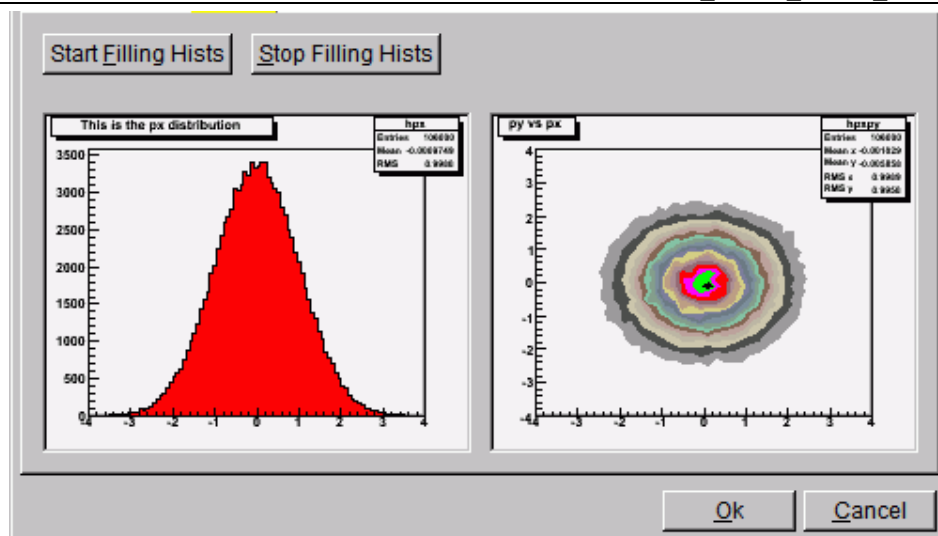 Start Filling Hists
Stop Filling Hists
This is the px distribution
hpx
Entries
Mean
RMS
3500
3000
2500
2000
1500
1000
500
0
-4 -3 -2 -1 0 1 2 3 4
py vs px
hpxpy
Entries
Mean x
Mean y
RMS x
RMS y
4
3
2
1
0
-1
-2
-3
-4
-4 -3 -2 -1 0 1 2 3 4
Ok
Cancel